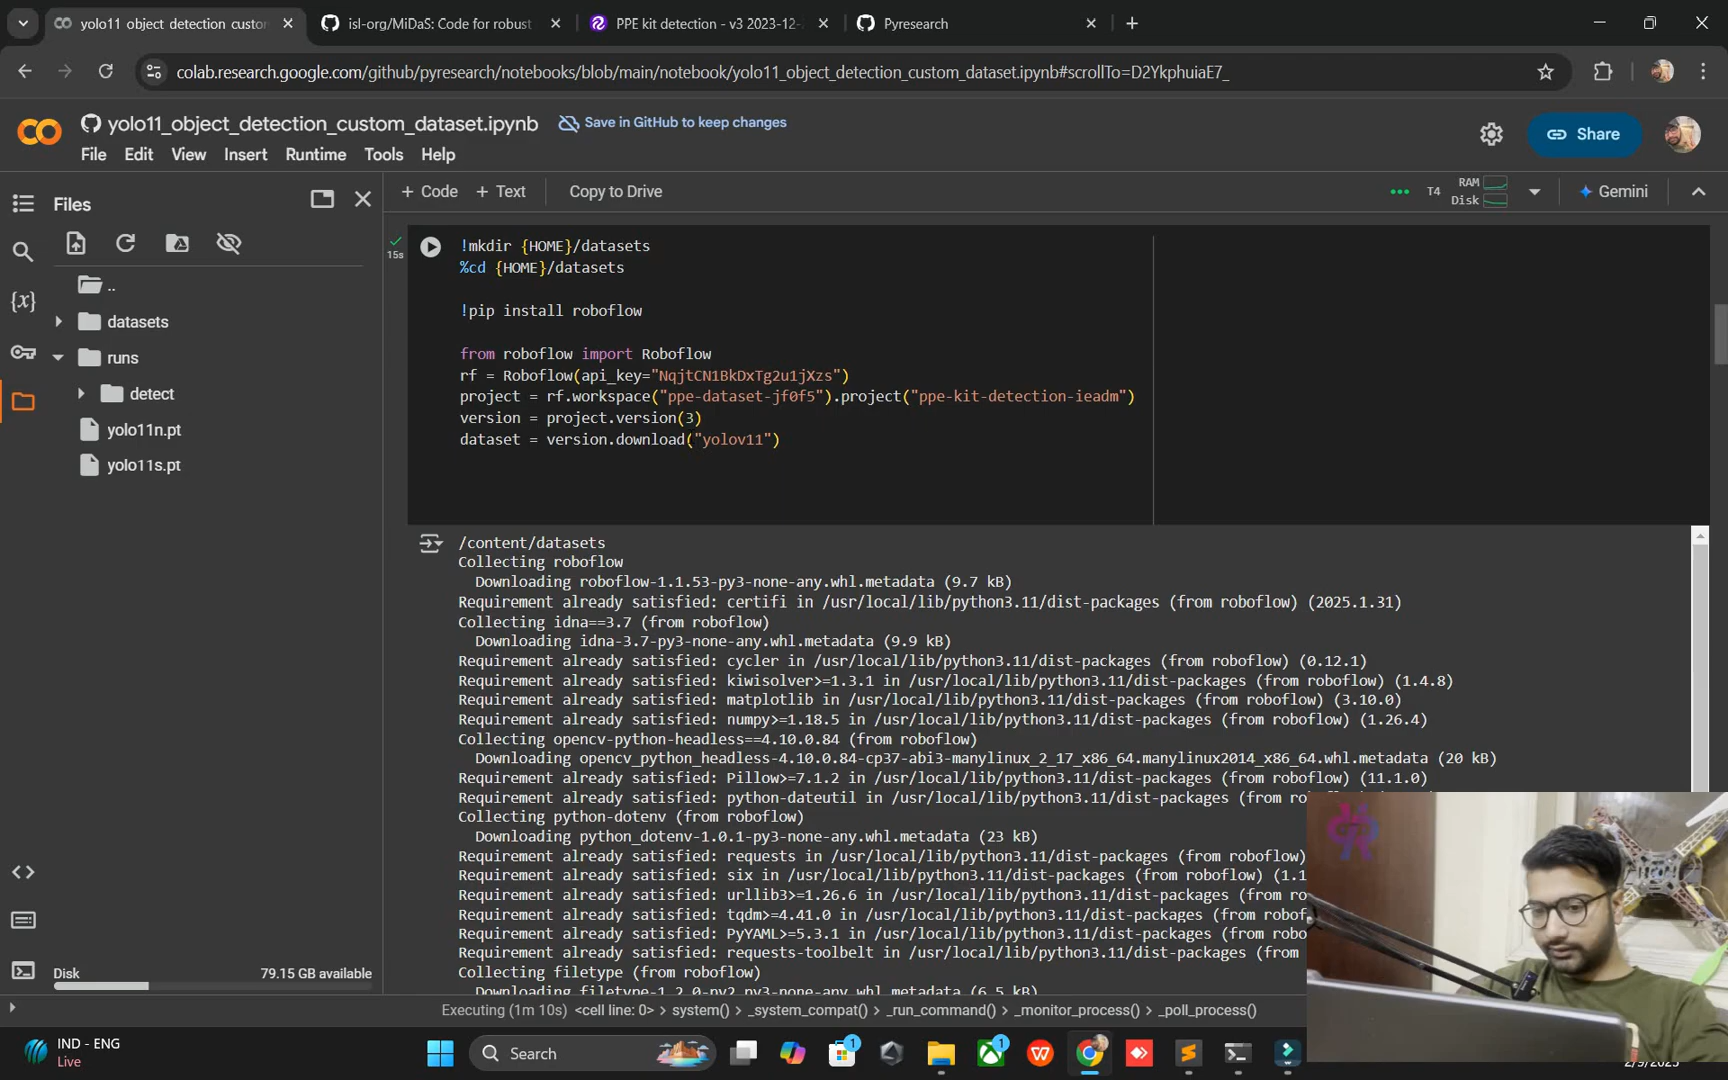 yolo11_object_detection_custo
isl-org/MiDaS: Code for robust
PPE kit detection - v3 2023-12-
Pyresearch
colab.research.google.com/github/pyresearch/notebooks/blob/main/notebook/yolo11_object_detection_custom_dataset.ipynb#scrollTo=D2YkphuiaE7_
yolo11_object_detection_custom_dataset.ipynb
Save in GitHub to keep changes
Share
File Edit View Insert Runtime Tools Help
Files
+ Code + Text Copy to Drive
T4
RAM
Disk
Gemini
..
datasets
runs
detect
yolo11n.pt
yolo11s.pt
{x}
Disk 79.15 GB available
15s
!mkdir {HOME}/datasets
%cd {HOME}/datasets
!pip install roboflow
from roboflow import Roboflow
rf = Roboflow(api_key="NqjtCN1BkDxTg2u1jXzs")
project = rf.workspace("ppe-dataset-jf0f5").project("ppe-kit-detection-ieadm")
version = project.version(3)
dataset = version.download("yolov11")
/content/datasets
Collecting roboflow
Downloading roboflow-1.1.53-py3-none-any.whl.metadata (9.7 kB)
Requirement already satisfied: certifi in /usr/local/lib/python3.11/dist-packages (from roboflow) (2025.1.31)
Collecting idna==3.7 (from roboflow)
Downloading idna-3.7-py3-none-any.whl.metadata (9.9 kB)
Requirement already satisfied: cycler in /usr/local/lib/python3.11/dist-packages (from roboflow) (0.12.1)
Requirement already satisfied: kiwisolver>=1.3.1 in /usr/local/lib/python3.11/dist-packages (from roboflow) (1.4.8)
Requirement already satisfied: matplotlib in /usr/local/lib/python3.11/dist-packages (from roboflow) (3.10.0)
Requirement already satisfied: numpy>=1.18.5 in /usr/local/lib/python3.11/dist-packages (from roboflow) (1.26.4)
Collecting opencv-python-headless==4.10.0.84 (from roboflow)
Downloading opencv_python_headless-4.10.0.84-cp37-abi3-manylinux_2_17_x86_64.manylinux2014_x86_64.whl.metadata (20 kB)
Requirement already satisfied: Pillow>=7.1.2 in /usr/local/lib/python3.11/dist-packages (from roboflow) (11.1.0)
Requirement already satisfied: python-dateutil in /usr/local/lib/python3.11/dist-packages (from ro
Collecting python-dotenv (from roboflow)
Downloading python_dotenv-1.0.1-py3-none-any.whl.metadata (23 kB)
Requirement already satisfied: requests in /usr/local/lib/python3.11/dist-packages (from roboflow)
Requirement already satisfied: six in /usr/local/lib/python3.11/dist-packages (from roboflow) (1.1
Requirement already satisfied: urllib3>=1.26.6 in /usr/local/lib/python3.11/dist-packages (from ro
Requirement already satisfied: tqdm>=4.41.0 in /usr/local/lib/python3.11/dist-packages (from robof
Requirement already satisfied: PyYAML>=5.3.1 in /usr/local/lib/python3.11/dist-packages (from robo
Requirement already satisfied: requests-toolbelt in /usr/local/lib/python3.11/dist-packages (from
Collecting filetype (from roboflow)
Downloading filetype-1.2.0-py2.py3-none-any.whl.metadata (6.5 kB)
Executing (1m 10s) <cell line: 0> > system() > _system_compat() > _run_command() > _monitor_process() > _poll_process()
IND - ENG
Live
Search
1
1